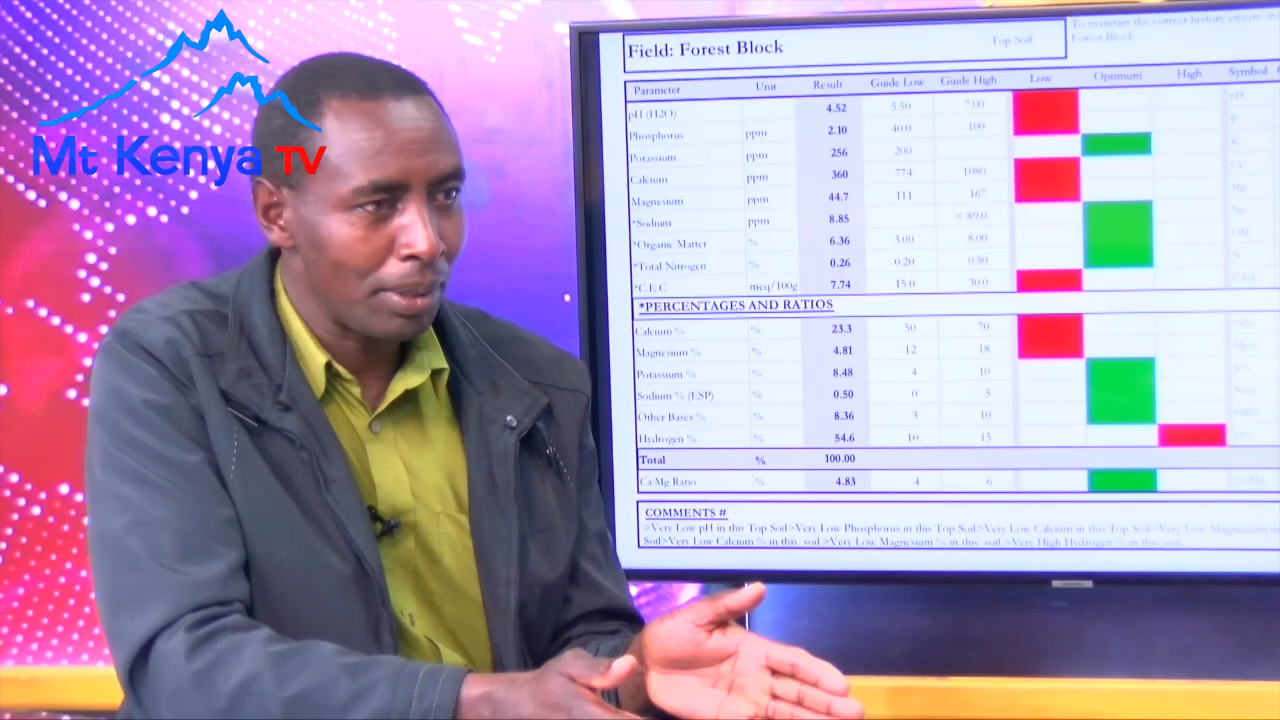 Mt Kenya TV
To maintain the correct history ensure
Field: Forest Block Top Soil Forest Block
Parameter Unit Result Guide Low Guide High Low Optimum High Symbol
pH (H2O) 4.52 5.50 7.00 pH
Phosphorus ppm 2.10 40.0 100 P
Potassium ppm 256 200 K
Calcium ppm 360 774 1080 Ca
Magnesium ppm 44.7 111 167 Mg
*Sodium ppm 8.85 < 89.0 Na
*Organic Matter % 6.36 3.00 8.00 OM
*Total Nitrogen % 0.26 0.20 0.50 N
*C.E.C meq/100g 7.74 15.0 30.0 C.E.C
*PERCENTAGES AND RATIOS
Calcium % % 23.3 50 70
Magnesium % % 4.81 12 18
Potassium % % 8.48 4 10
Sodium % (ESP) % 0.50 0 5
Other Bases % % 8.36 3 10
Hydrogen % % 54.6 10 15
Total % 100.00
Ca Mg Ratio % 4.83 4 6
COMMENTS #
>Very Low pH in this Top Soil>Very Low Phosphorus in this Top Soil>Very Low Calcium in this Top Soil>Very Low Magnesium in
Soil>Very Low Calcium % in this soil.>Very Low Magnesium % in this soil.>Very High Hydrogen % in this soil.